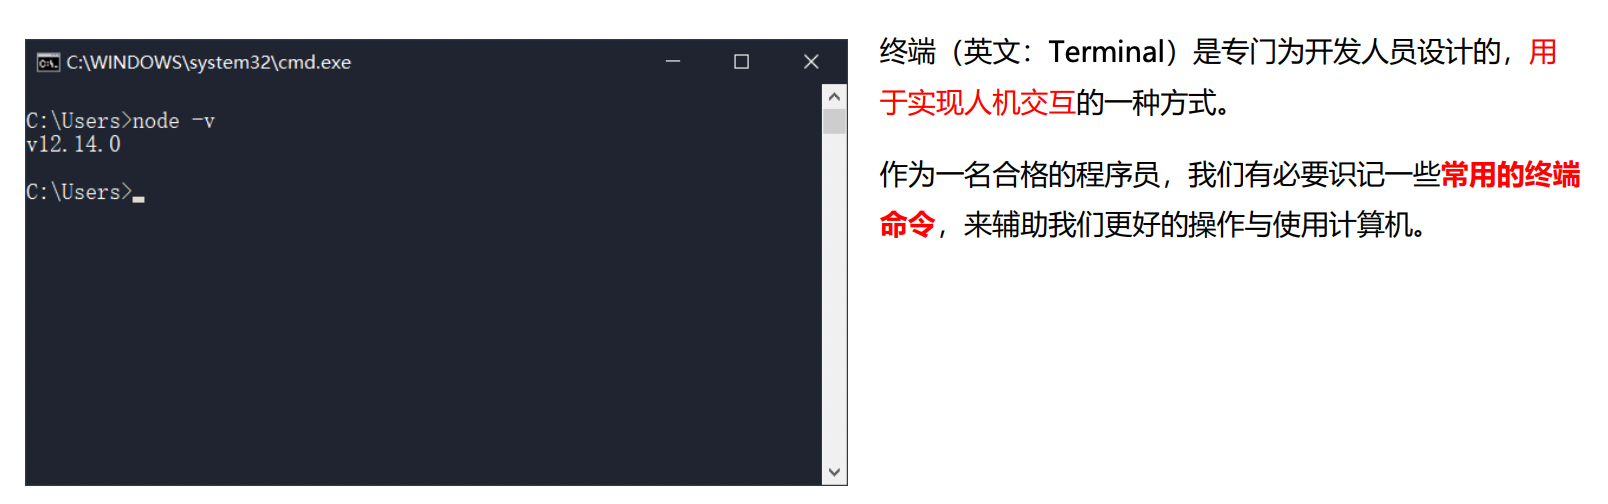 C:\WINDOWS\system32\cmd.exe
C:\Users>node -v
v12.14.0
C:\Users>
终端（英文：Terminal）是专门为开发人员设计的，用
于实现人机交互的一种方式。
作为一名合格的程序员，我们有必要识记一些常用的终端
命令，来辅助我们更好的操作与使用计算机。